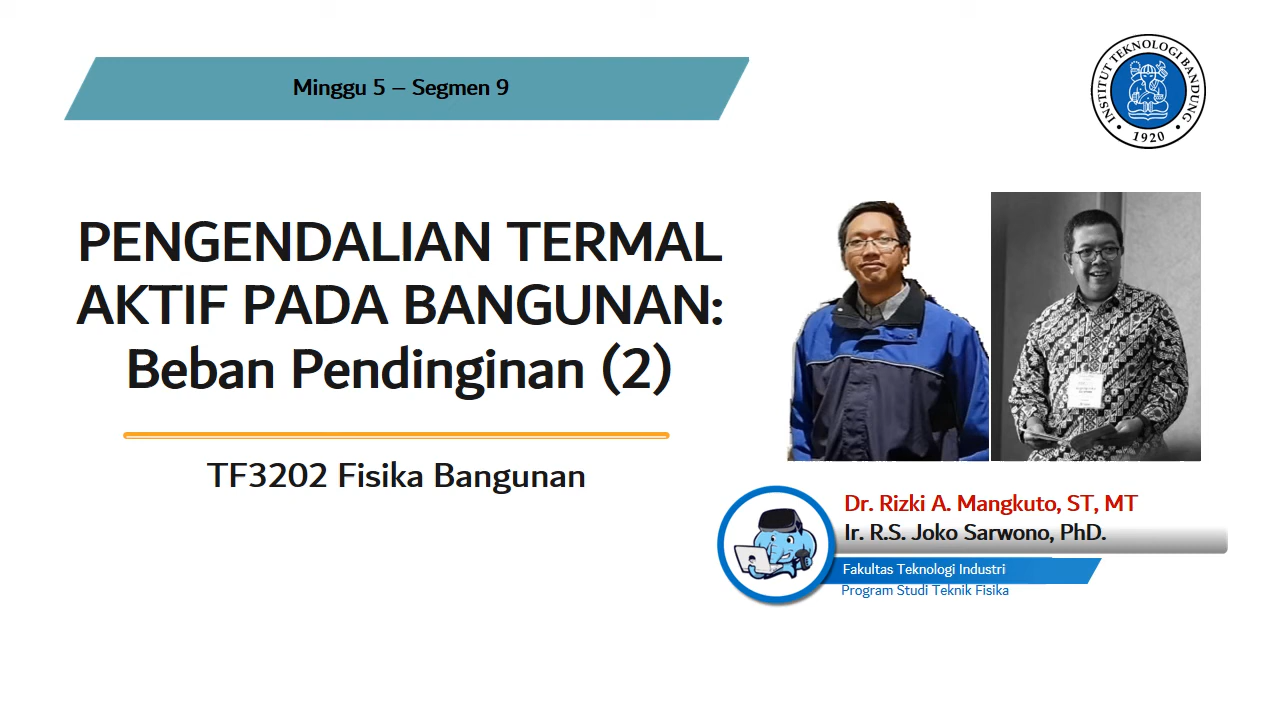 Minggu 5 – Segmen 9
INSTITUT TEKNOLOGI BANDUNG
1920
PENGENDALIAN TERMAL
AKTIF PADA BANGUNAN:
Beban Pendinginan (2)
TF3202 Fisika Bangunan
Dr. Rizki A. Mangkuto, ST, MT
Ir. R.S. Joko Sarwono, PhD.
Fakultas Teknologi Industri
Program Studi Teknik Fisika